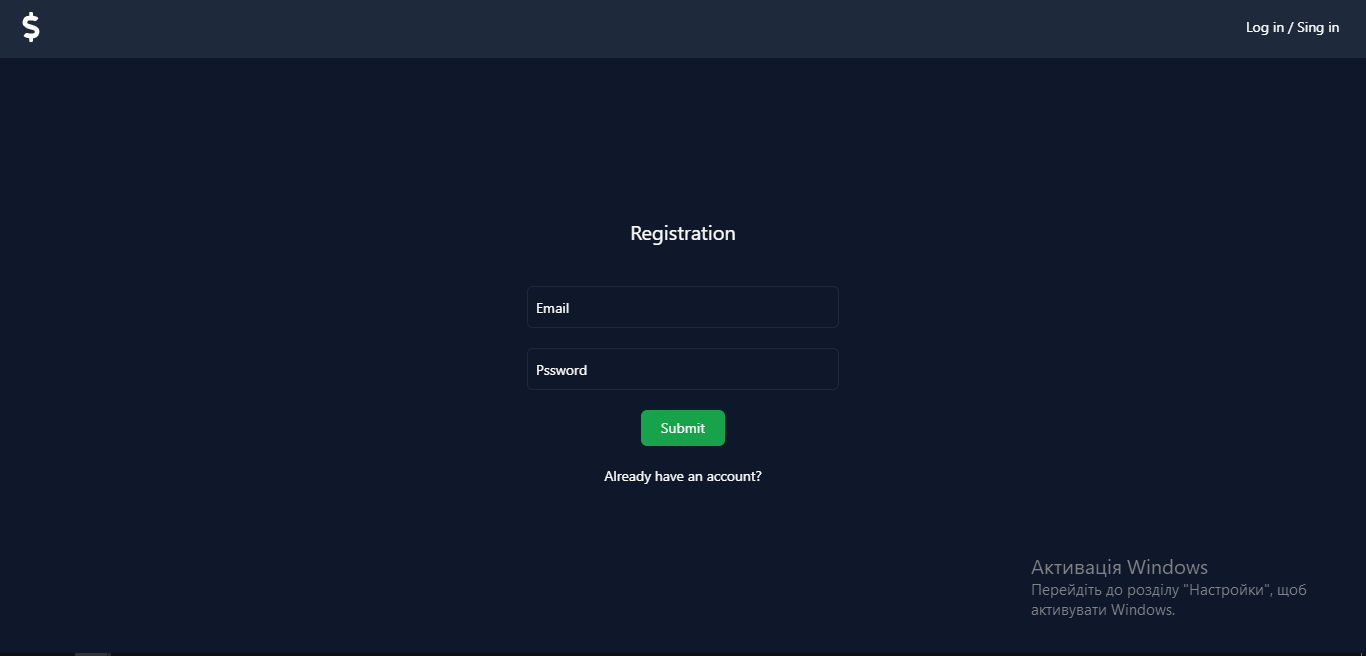 $
Log in / Sing in
Registration
Email
Pssword
Submit
Already have an account?
Активація Windows
Перейдіть до розділу "Настройки", щоб
активувати Windows.